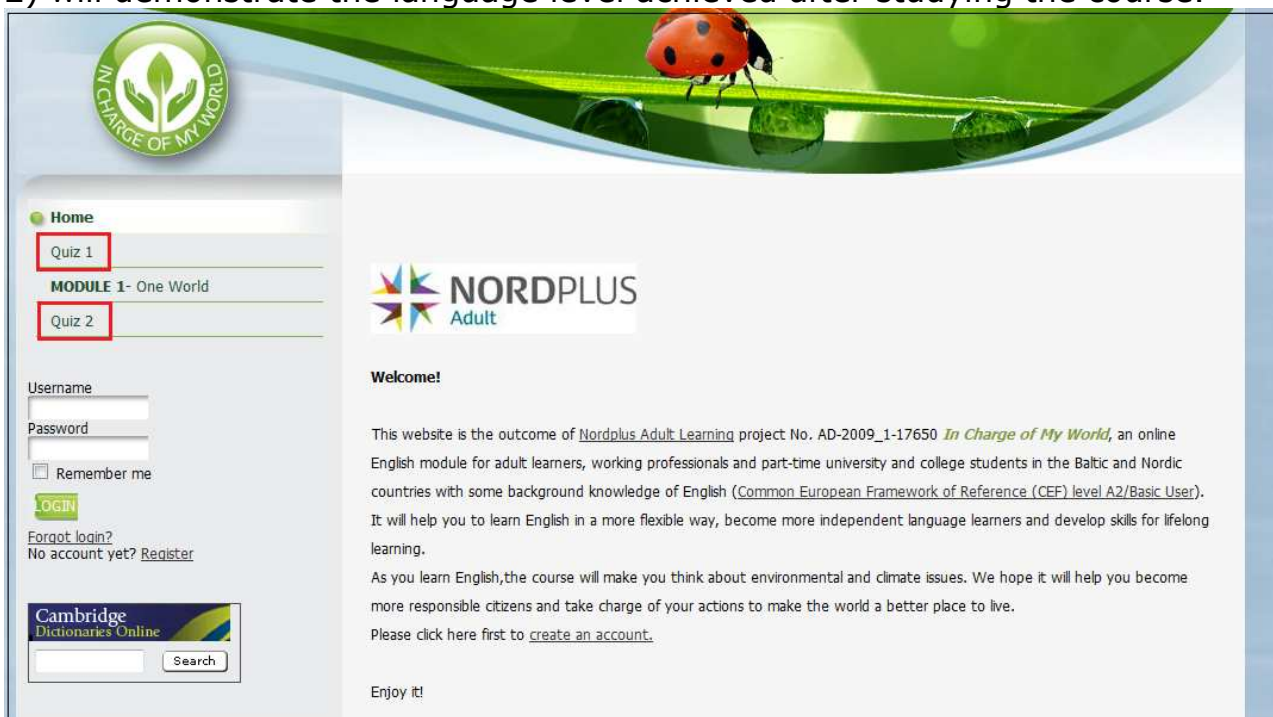 2) will demonstrate the language level achieved after studying the course.
IN CHARGE OF MY WORLD
Home
Quiz 1
MODULE 1- One World
Quiz 2
Username
Password
Remember me
LOGIN
Forgot login?
No account yet? Register
Cambridge
Dictionaries Online
Search
NORDPLUS
Adult
Welcome!
This website is the outcome of Nordplus Adult Learning project No. AD-2009_1-17650 In Charge of My World, an online
English module for adult learners, working professionals and part-time university and college students in the Baltic and Nordic
countries with some background knowledge of English (Common European Framework of Reference (CEF) level A2/Basic User).
It will help you to learn English in a more flexible way, become more independent language learners and develop skills for lifelong
learning.
As you learn English,the course will make you think about environmental and climate issues. We hope it will help you become
more responsible citizens and take charge of your actions to make the world a better place to live.
Please click here first to create an account.
Enjoy it!